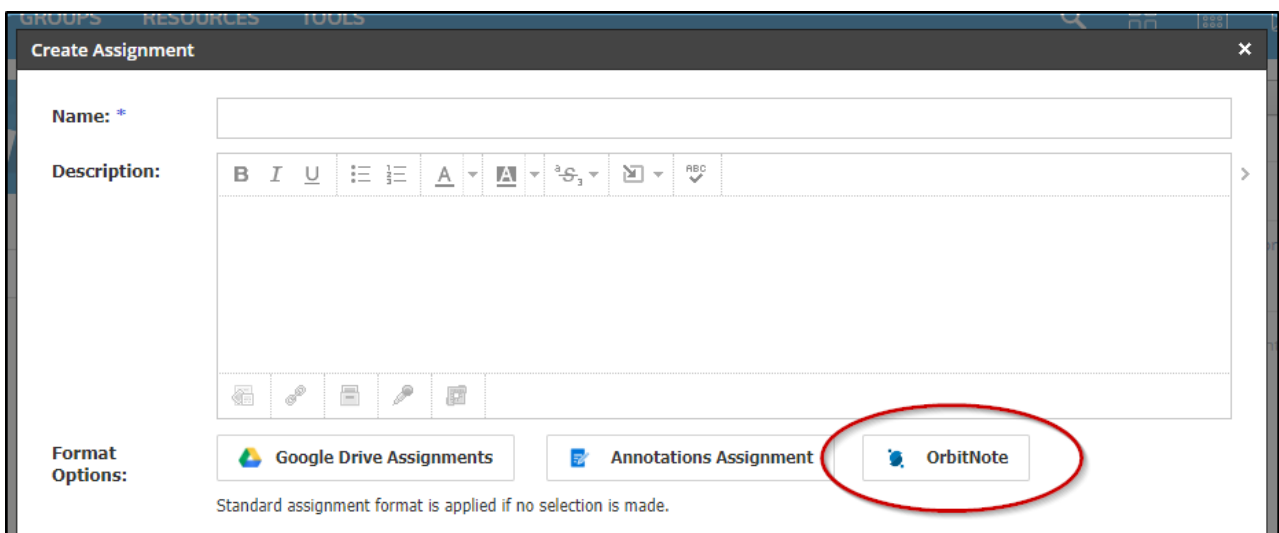 GROUPS RESOURCES TOOLS
Create Assignment
Name: *
Description:
B I U A A ABC
Format Options:
Google Drive Assignments Annotations Assignment OrbitNote
Standard assignment format is applied if no selection is made.